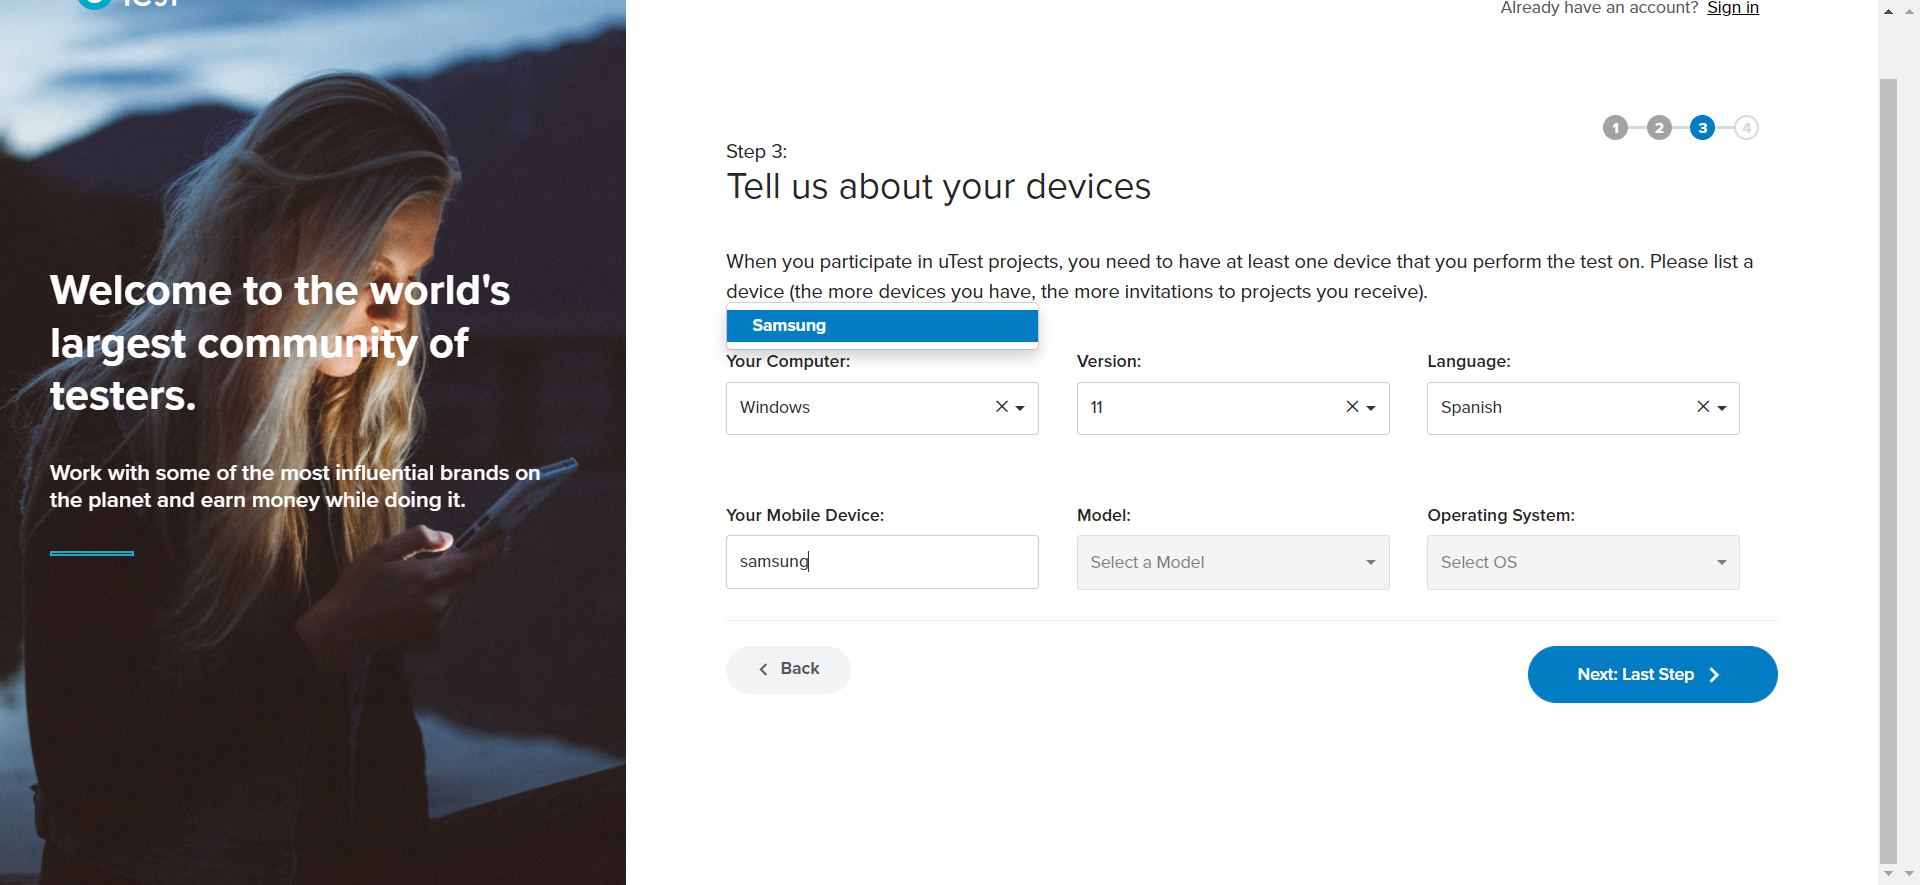 Already have an account? Sign in
1 2 3 4
Step 3:
Tell us about your devices
When you participate in uTest projects, you need to have at least one device that you perform the test on. Please list a
device (the more devices you have, the more invitations to projects you receive).
Samsung
Your Computer: Version: Language:
Windows 11 Spanish
Your Mobile Device: Model: Operating System:
samsung Select a Model Select OS
Back Next: Last Step
Welcome to the world's
largest community of
testers.
Work with some of the most influential brands on
the planet and earn money while doing it.